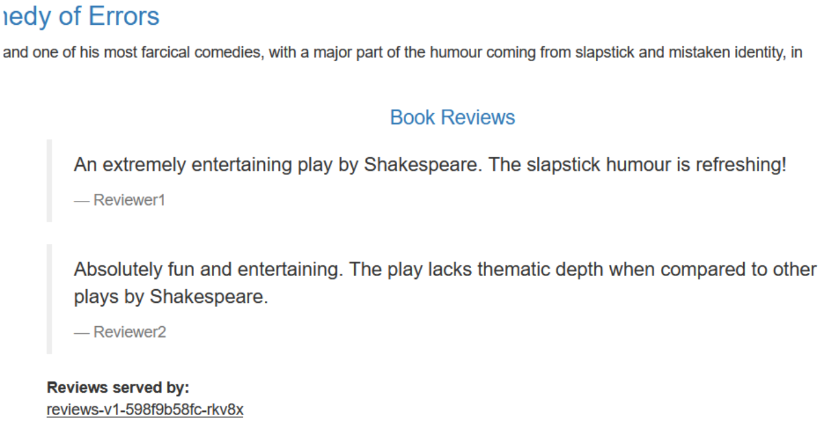 edy of Errors
and one of his most farcical comedies, with a major part of the humour coming from slapstick and mistaken identity, in
Book Reviews
An extremely entertaining play by Shakespeare. The slapstick humour is refreshing!
— Reviewer1
Absolutely fun and entertaining. The play lacks thematic depth when compared to other
plays by Shakespeare.
— Reviewer2
Reviews served by:
reviews-v1-598f9b58fc-rkv8x